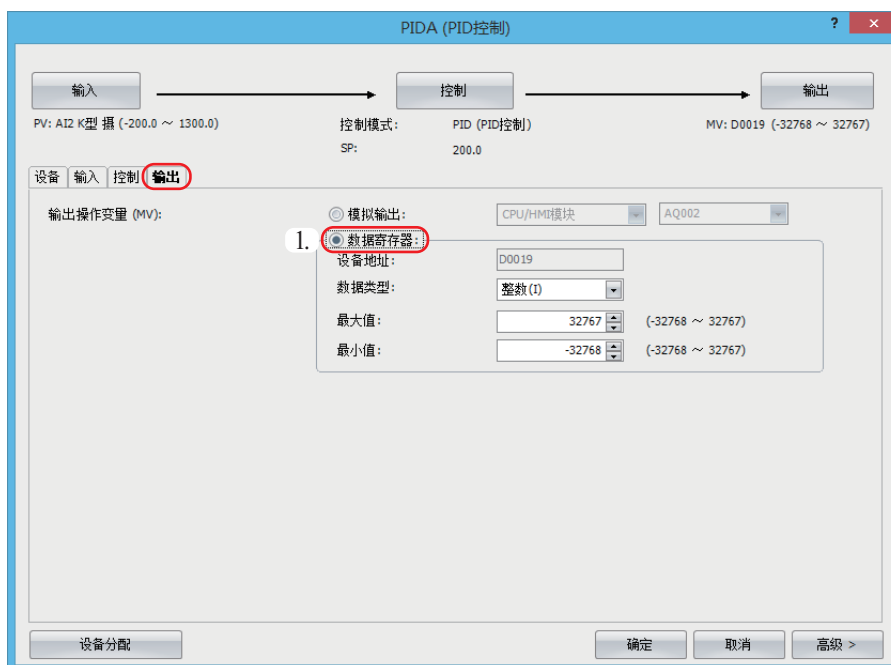 PIDA (PID控制)
? ×
输入 控制 输出
PV: AI2 K型 摄 (-200.0 ～ 1300.0) 控制模式: PID (PID控制) MV: D0019 (-32768 ～ 32767)
SP: 200.0
设备 输入 控制 输出
输出操作变量 (MV): 模拟输出: CPU/HMI模块 AQ002
1. 数据寄存器:
设备地址: D0019
数据类型: 整数(I)
最大值: 32767 (-32768 ～ 32767)
最小值: -32768 (-32768 ～ 32767)
设备分配 确定 取消 高级 >